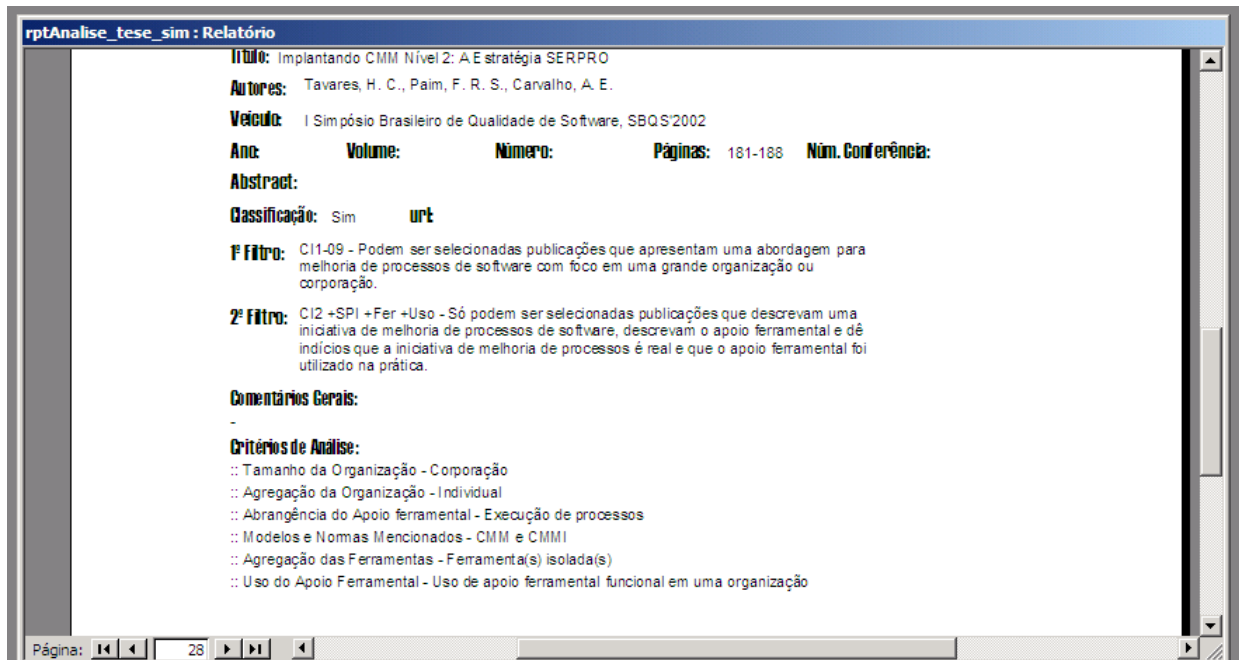 rptAnalise_tese_sim : Relatório
Título: Implantando CMM Nível 2: A Estratégia SERPRO
Autores: Tavares, H. C., Paim, F. R. S., Carvalho, A. E.
Veículo: I Simpósio Brasileiro de Qualidade de Software, SBQS'2002
Ano: Volume: Número: Páginas: 181-188 Núm. Conferência:
Abstract:
Classificação: Sim url:
1º Filtro: CI1-09 - Podem ser selecionadas publicações que apresentam uma abordagem para
melhoria de processos de software com foco em uma grande organização ou
corporação.
2º Filtro: CI2 +SPI +Fer +Uso - Só podem ser selecionadas publicações que descrevam uma
iniciativa de melhoria de processos de software, descrevam o apoio ferramental e dê
indícios que a iniciativa de melhoria de processos é real e que o apoio ferramental foi
utilizado na prática.
Comentários Gerais:
-
Critérios de Análise:
:: Tamanho da Organização - Corporação
:: Agregação da Organização - Individual
:: Abrangência do Apoio ferramental - Execução de processos
:: Modelos e Normas Mencionados - CMM e CMMI
:: Agregação das Ferramentas - Ferramenta(s) isolada(s)
:: Uso do Apoio Ferramental - Uso de apoio ferramental funcional em uma organização
Página: 28